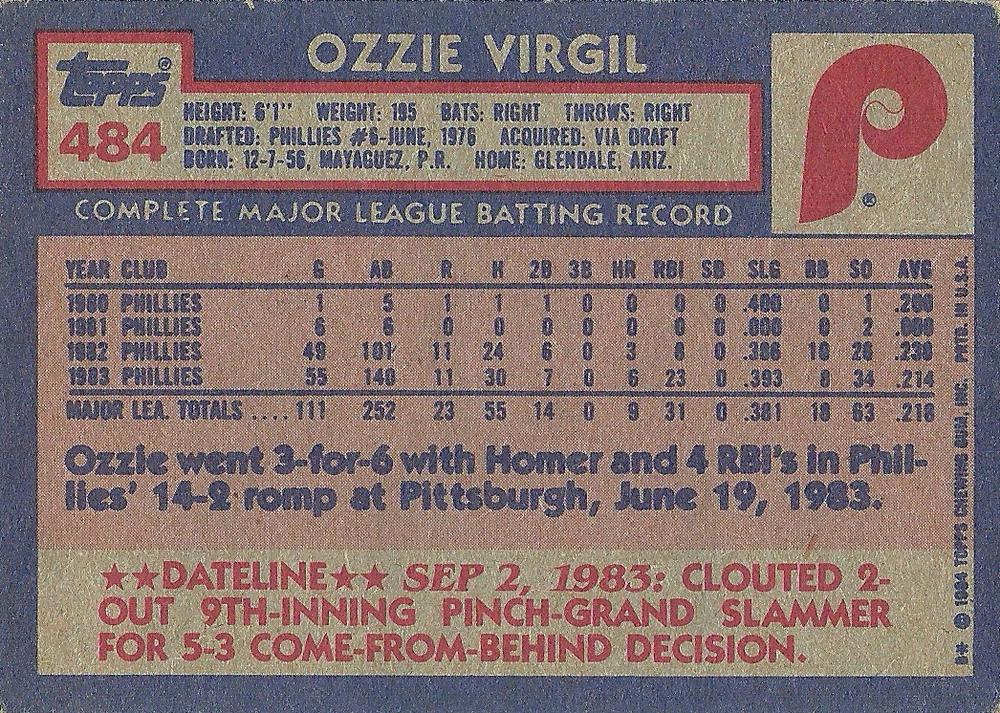 OZZIE VIRGIL
Topps®
484
HEIGHT: 6'1" WEIGHT: 195 BATS: RIGHT THROWS: RIGHT
DRAFTED: PHILLIES #6-JUNE, 1976 ACQUIRED: VIA DRAFT
BORN: 12-7-56, MAYAGUEZ, P.R. HOME: GLENDALE, ARIZ.
P
®
COMPLETE MAJOR LEAGUE BATTING RECORD
YEAR CLUB G AB R H 2B 3B HR RBI SB SLG BB SO AVG
1980 PHILLIES 1 5 1 1 1 0 0 0 0 .400 0 1 .200
1981 PHILLIES 6 6 0 0 0 0 0 0 0 .000 0 2 .000
1982 PHILLIES 49 101 11 24 6 0 3 8 0 .386 10 26 .238
1983 PHILLIES 55 140 11 30 7 0 6 23 0 .393 8 34 .214
MAJOR LEA. TOTALS .... 111 252 23 55 14 0 9 31 0 .381 18 63 .218
Ozzie went 3-for-6 with Homer and 4 RBI's in Phil-
lies' 14-2 romp at Pittsburgh, June 19, 1983.
★★DATELINE★★ SEP 2, 1983: CLOUTED 2-
OUT 9TH-INNING PINCH-GRAND SLAMMER
FOR 5-3 COME-FROM-BEHIND DECISION.
B* © 1984 TOPPS CHEWING GUM, INC. PRTD. IN U.S.A.